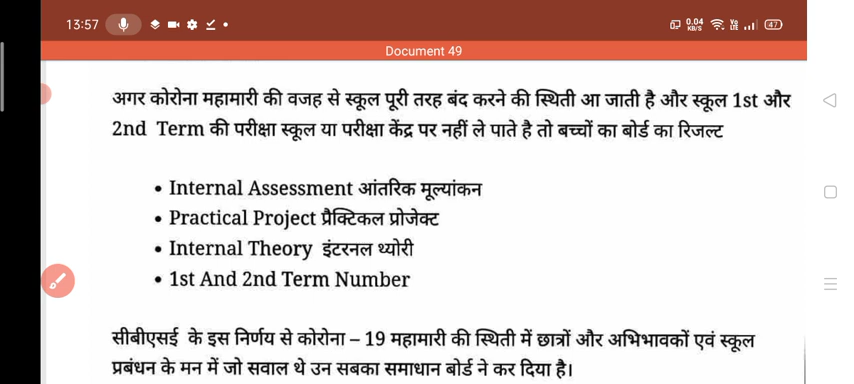 13:57
0.04 KB/S Vo LTE 47
Document 49
अगर कोरोना महामारी की वजह से स्कूल पूरी तरह बंद करने की स्थिती आ जाती है और स्कूल 1st और
2nd Term की परीक्षा स्कूल या परीक्षा केंद्र पर नहीं ले पाते है तो बच्चों का बोर्ड का रिजल्ट
• Internal Assessment आंतरिक मूल्यांकन
• Practical Project प्रैक्टिकल प्रोजेक्ट
• Internal Theory इंटरनल थ्योरी
• 1st And 2nd Term Number
सीबीएसई के इस निर्णय से कोरोना – 19 महामारी की स्थिती में छात्रों और अभिभावकों एवं स्कूल
प्रबंधन के मन में जो सवाल थे उन सबका समाधान बोर्ड ने कर दिया है।